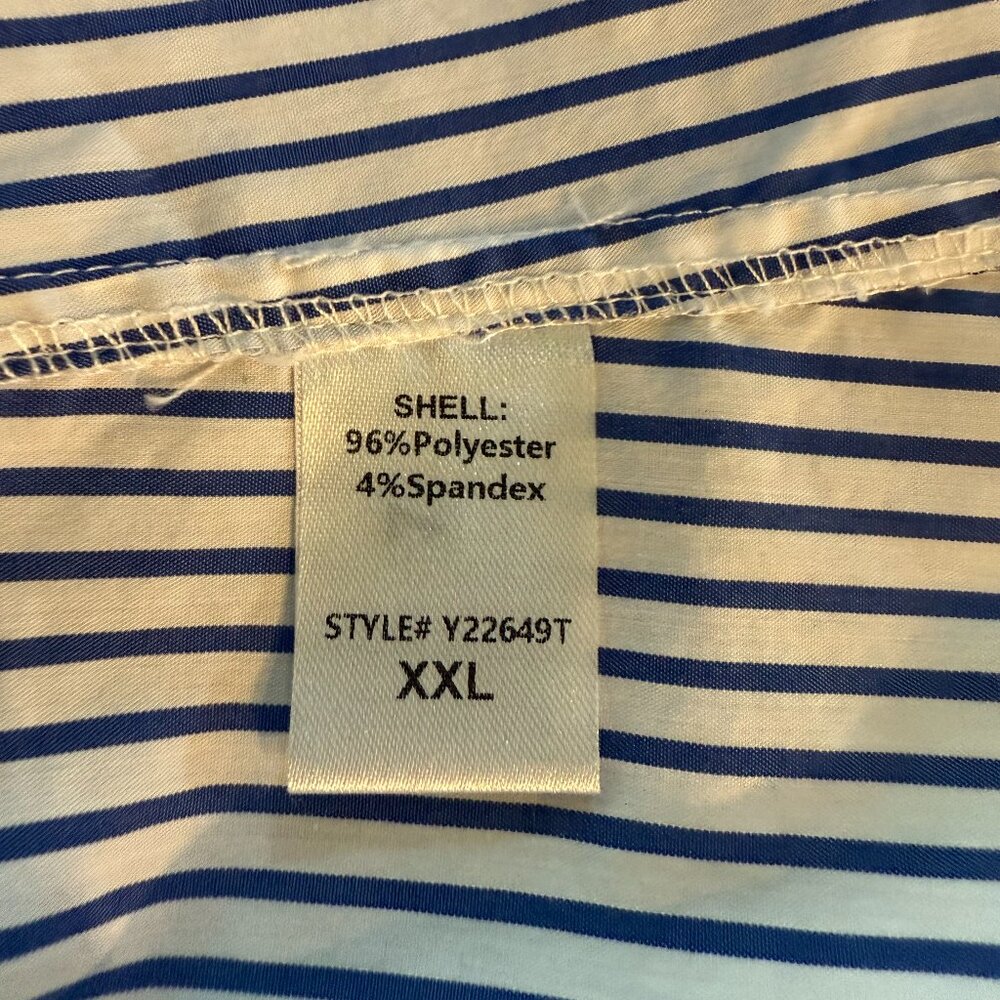 SHELL:
96%Polyester
4%Spandex
STYLE# Y22649T
XXL